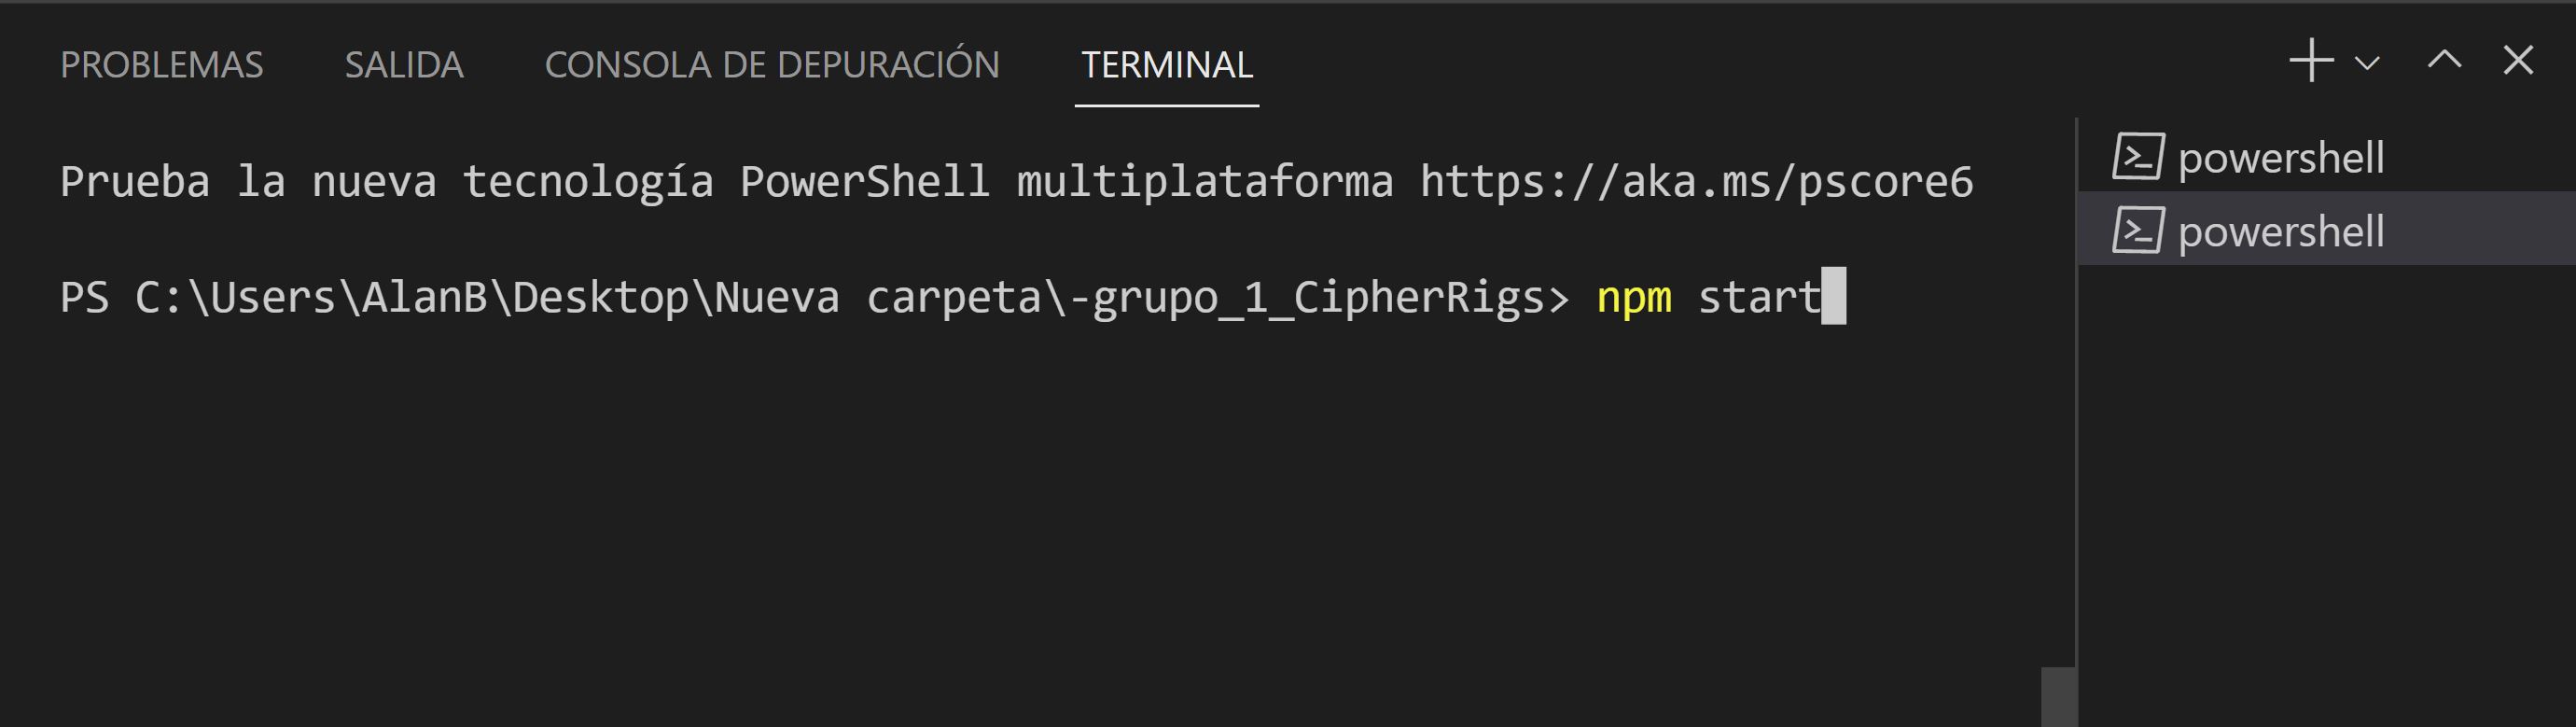 PROBLEMAS SALIDA CONSOLA DE DEPURACIÓN TERMINAL
Prueba la nueva tecnología PowerShell multiplataforma https://aka.ms/pscore6
PS C:\Users\AlanB\Desktop\Nueva carpeta\-grupo_1_CipherRigs> npm start
powershell
powershell